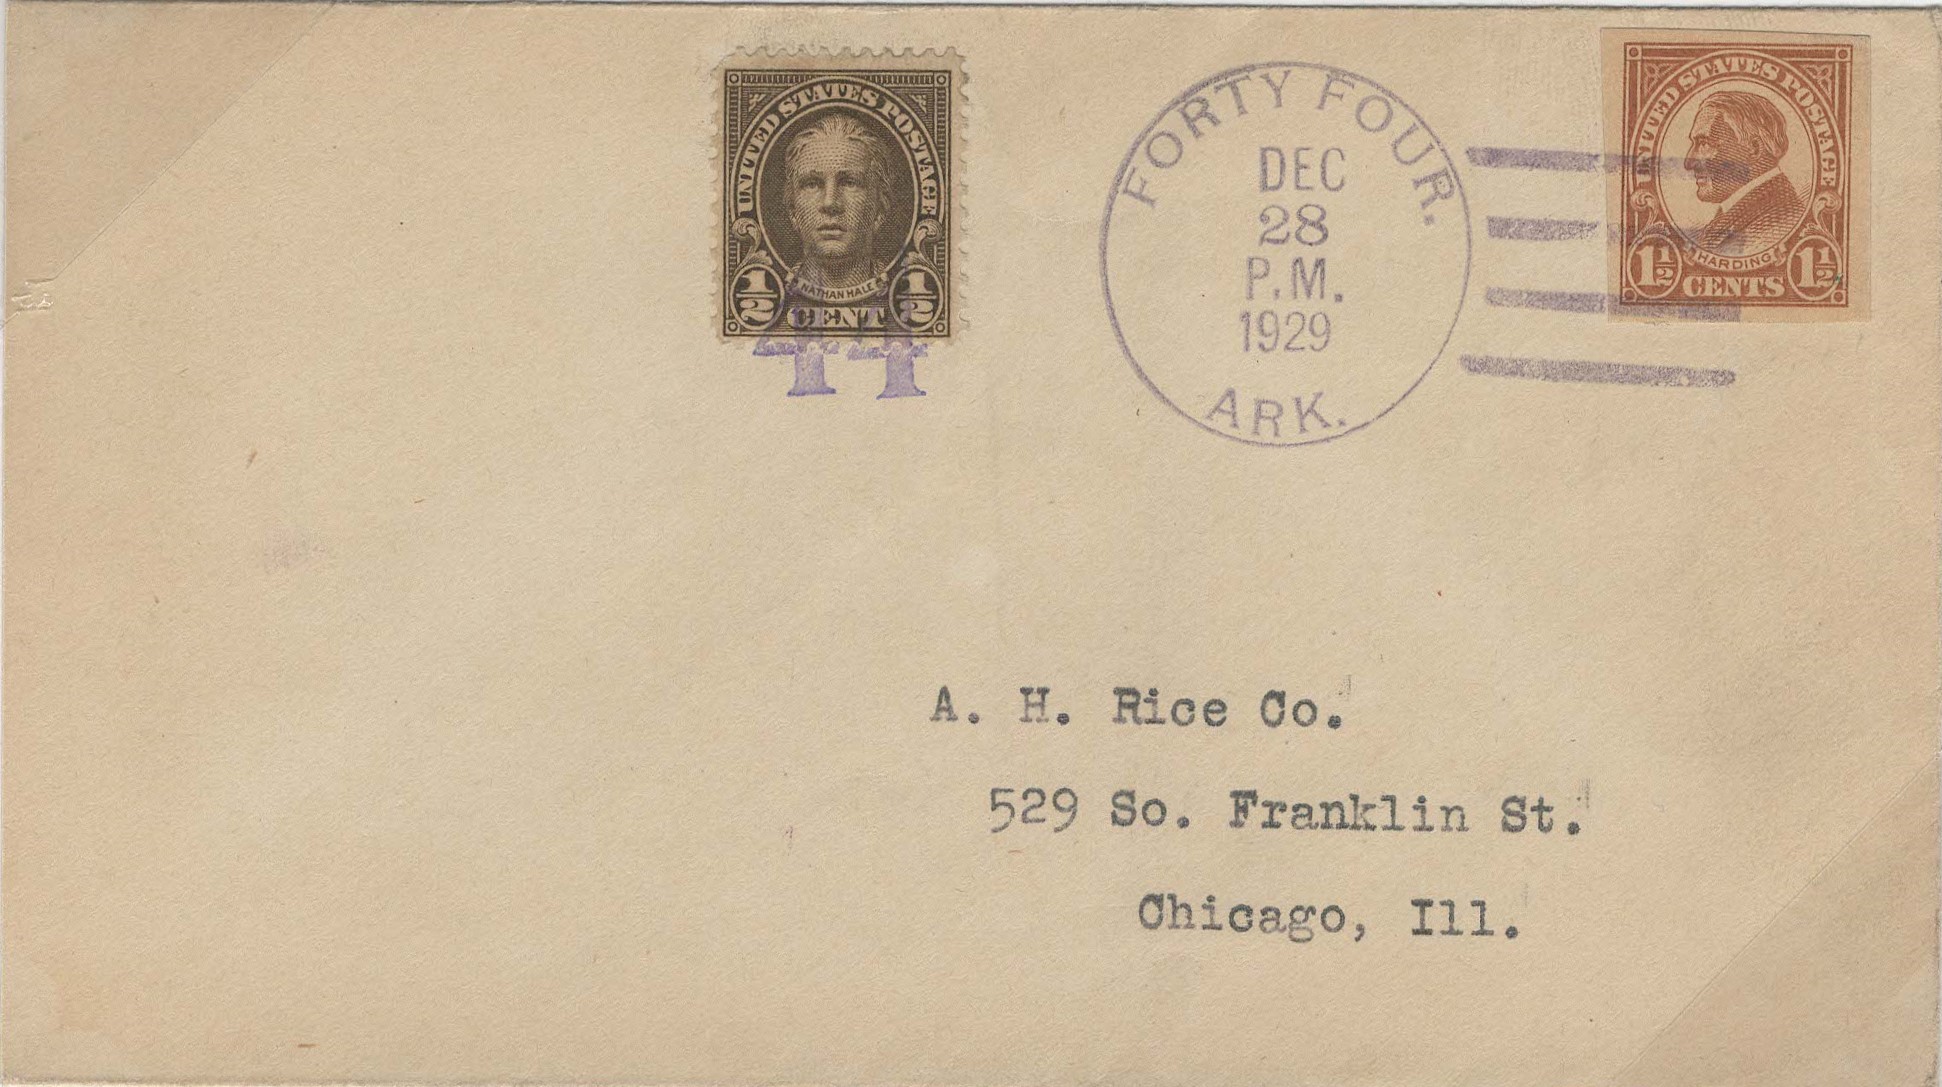 UNITED STATES POSTAGE
NATHAN HALE
1/2 1/2
CENT
44
FORTY FOUR.
DEC
28
P.M.
1929
ARK.
UNITED STATES POSTAGE
HARDING
1 1/2 1 1/2
CENTS
A. H. Rice Co.
529 So. Franklin St.
Chicago, Ill.